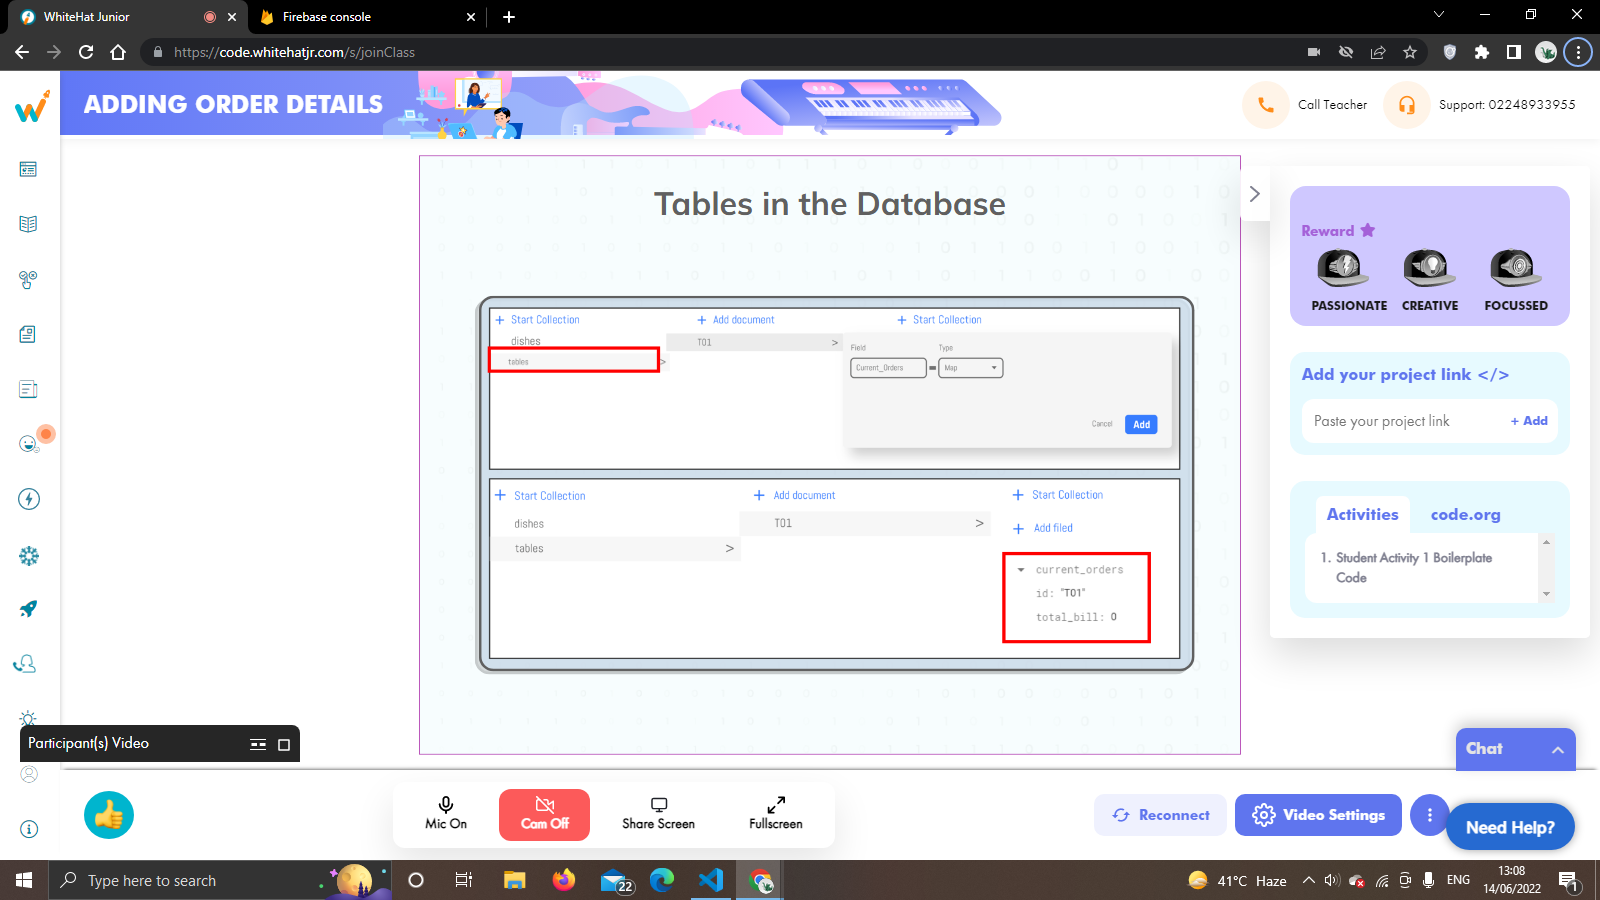 WhiteHat Junior
Firebase console
https://code.whitehatjr.com/s/joinClass
ADDING ORDER DETAILS
Call Teacher
Support: 02248933955
Tables in the Database
Start Collection
Add document
Start Collection
dishes
T01
tables
Field
Type
Current_Orders
Map
Cancel
Add
Start Collection
Add document
Start Collection
dishes
T01
Add filed
tables
current_orders
id: "T01"
total_bill: 0
Reward
PASSIONATE
CREATIVE
FOCUSSED
Add your project link </>
Paste your project link
+ Add
Activities
code.org
1. Student Activity 1 Boilerplate
Code
Participant(s) Video
Chat
Mic On
Cam Off
Share Screen
Fullscreen
Reconnect
Video Settings
Need Help?
Type here to search
22
41°C Haze
ENG
13:08
14/06/2022
1